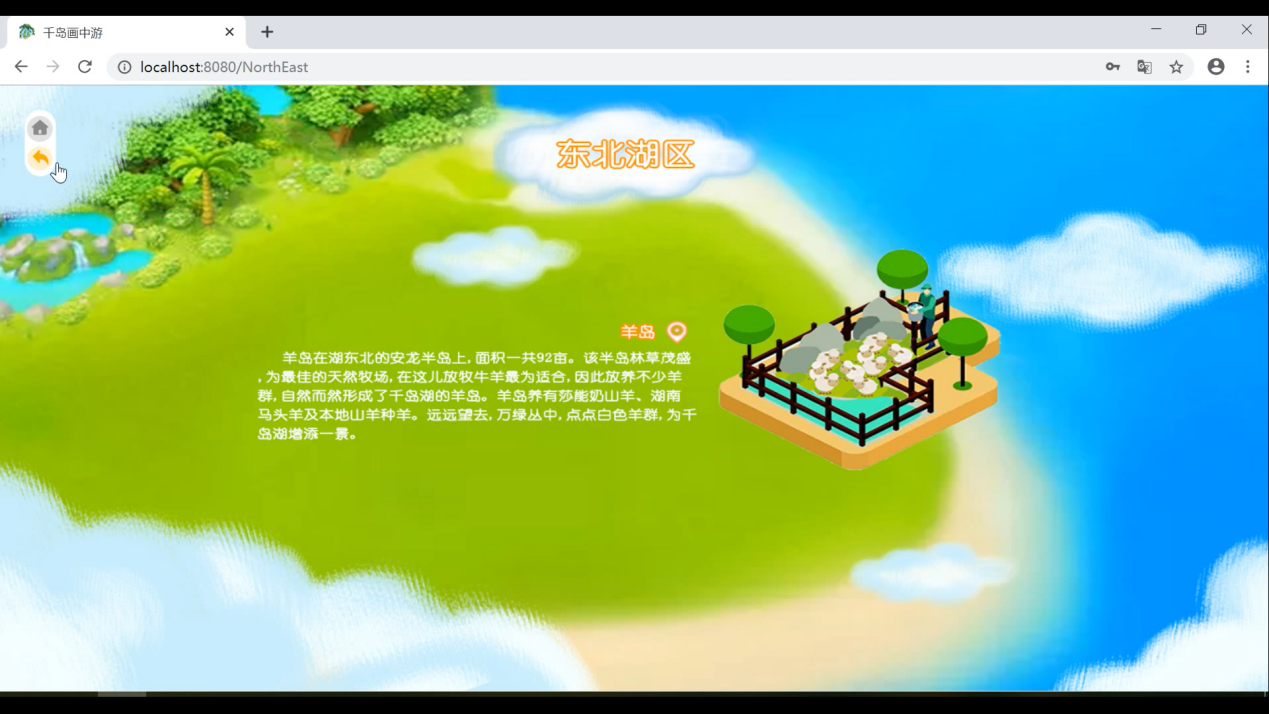 千岛画中游
localhost:8080/NorthEast
东北湖区
羊岛
羊岛在湖东北的安龙半岛上,面积一共92亩。该半岛林草茂盛
,为最佳的天然牧场,在这儿放牧牛羊最为适合,因此放养不少羊
群,自然而然形成了千岛湖的羊岛。羊岛养有莎能奶山羊、湖南
马头羊及本地山羊种羊。远远望去,万绿丛中,点点白色羊群,为千
岛湖增添一景。